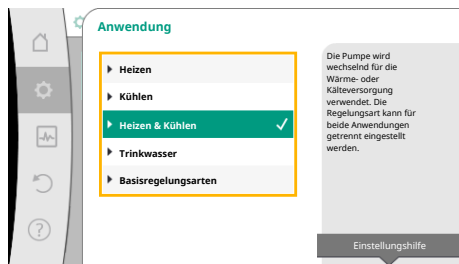 Anwendung
Heizen
Kühlen
Heizen & Kühlen
Trinkwasser
Basisregelungsarten
Die Pumpe wird
wechselnd für die
Wärme- oder
Kälteversorgung
verwendet. Die
Regelungsart kann für
beide Anwendungen
getrennt eingestellt
werden.
Einstellungshilfe